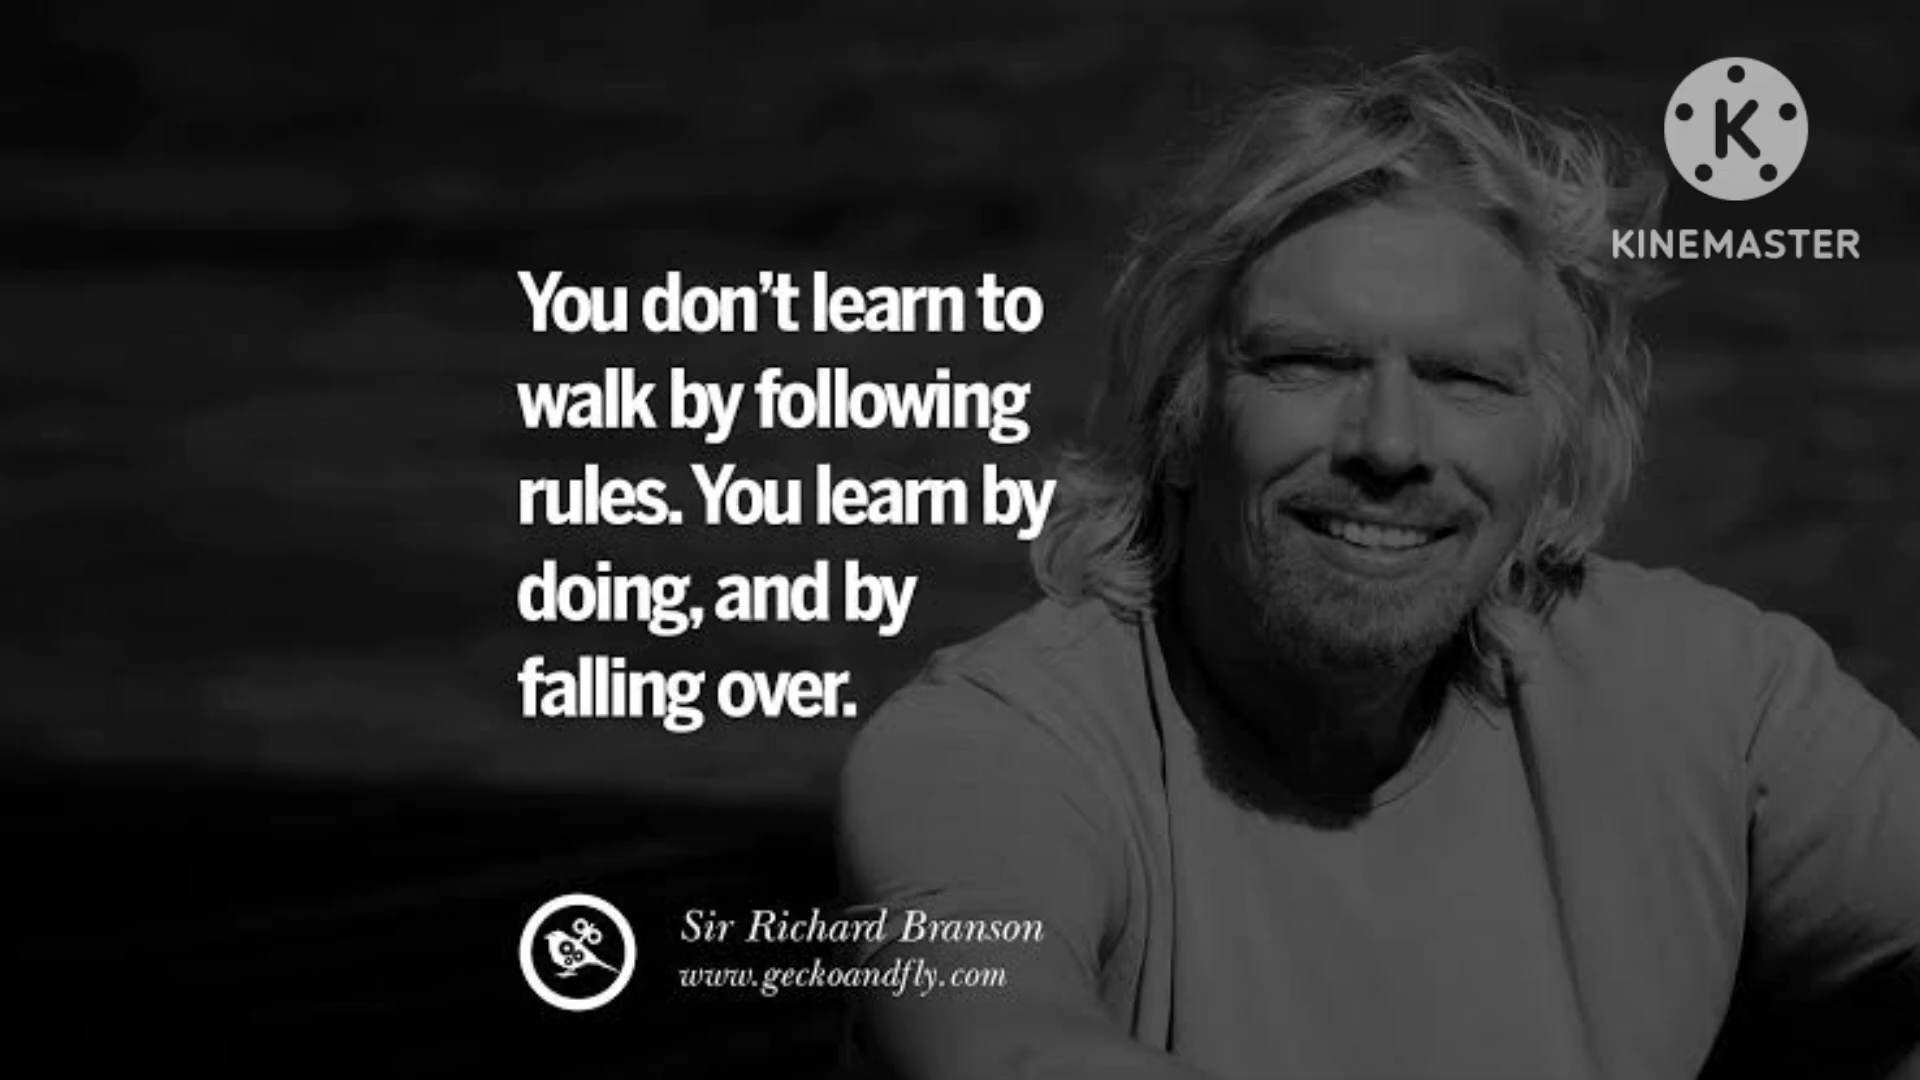 K
KINEMASTER
You don't learn to
walk by following
rules. You learn by
doing, and by
falling over.
Sir Richard Branson
www.geckoandfly.com